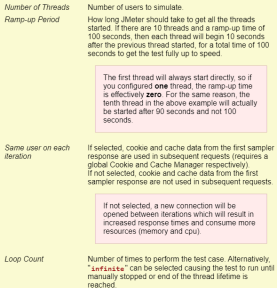 Number of Threads
Number of users to simulate.
Ramp-up Period
How long JMeter should take to get all the threads
started. If there are 10 threads and a ramp-up time of
100 seconds, then each thread will begin 10 seconds
after the previous thread started, for a total time of 100
seconds to get the test fully up to speed.
The first thread will always start directly, so if
you configured one thread, the ramp-up time
is effectively zero. For the same reason, the
tenth thread in the above example will actually
be started after 90 seconds and not 100
seconds.
Same user on each
iteration
If selected, cookie and cache data from the first sampler
response are used in subsequent requests (requires a
global Cookie and Cache Manager respectively).
If not selected, cookie and cache data from the first
sampler response are not used in subsequent requests.
If not selected, a new connection will be
opened between iterations which will result in
increased response times and consume more
resources (memory and cpu).
Loop Count
Number of times to perform the test case. Alternatively,
"infinite" can be selected causing the test to run until
manually stopped or end of the thread lifetime is
reached.